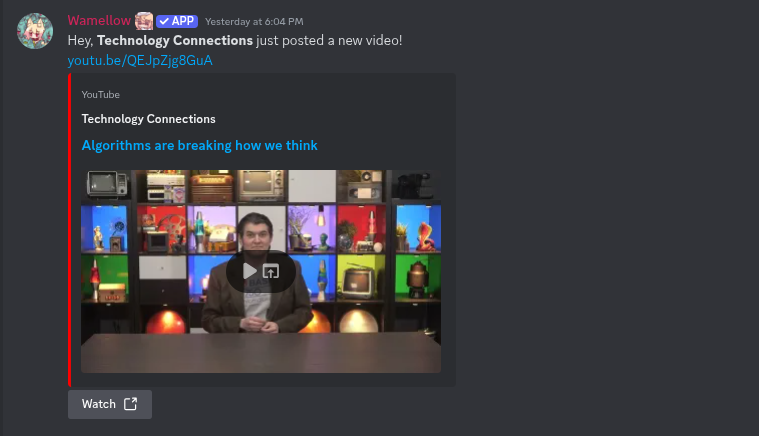 Wamellow APP Yesterday at 6:04 PM
Hey, Technology Connections just posted a new video!
youtu.be/QEJpZjg8GuA
YouTube
Technology Connections
Algorithms are breaking how we think
Watch